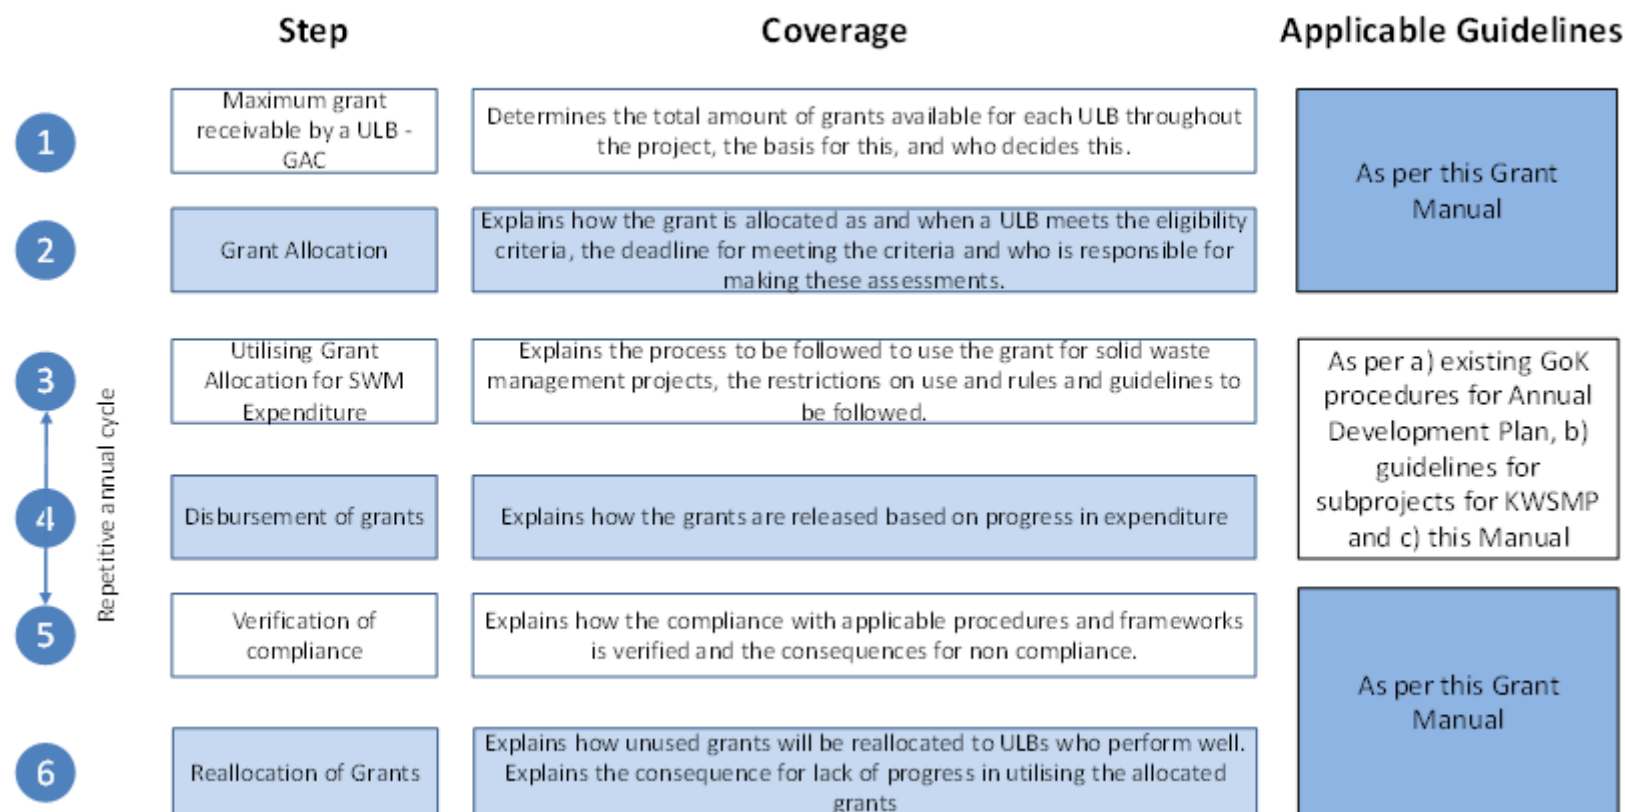 Step
Coverage
Applicable Guidelines
1
Maximum grant
receivable by a ULB -
GAC
Determines the total amount of grants available for each ULB throughout
the project, the basis for this, and who decides this.
As per this Grant
Manual
2
Grant Allocation
Explains how the grant is allocated as and when a ULB meets the eligibility
criteria, the deadline for meeting the criteria and who is responsible for
making these assessments.
Repetitive annual cycle
3
Utilising Grant
Allocation for SWM
Expenditure
Explains the process to be followed to use the grant for solid waste
management projects, the restrictions on use and rules and guidelines to
be followed.
As per a) existing GoK
procedures for Annual
Development Plan, b)
guidelines for
subprojects for KWSMP
and c) this Manual
4
Disbursement of grants
Explains how the grants are released based on progress in expenditure
5
Verification of
compliance
Explains how the compliance with applicable procedures and frameworks
is verified and the consequences for non compliance.
As per this Grant
Manual
6
Reallocation of Grants
Explains how unused grants will be reallocated to ULBs who perform well.
Explains the consequence for lack of progress in utilising the allocated
grants